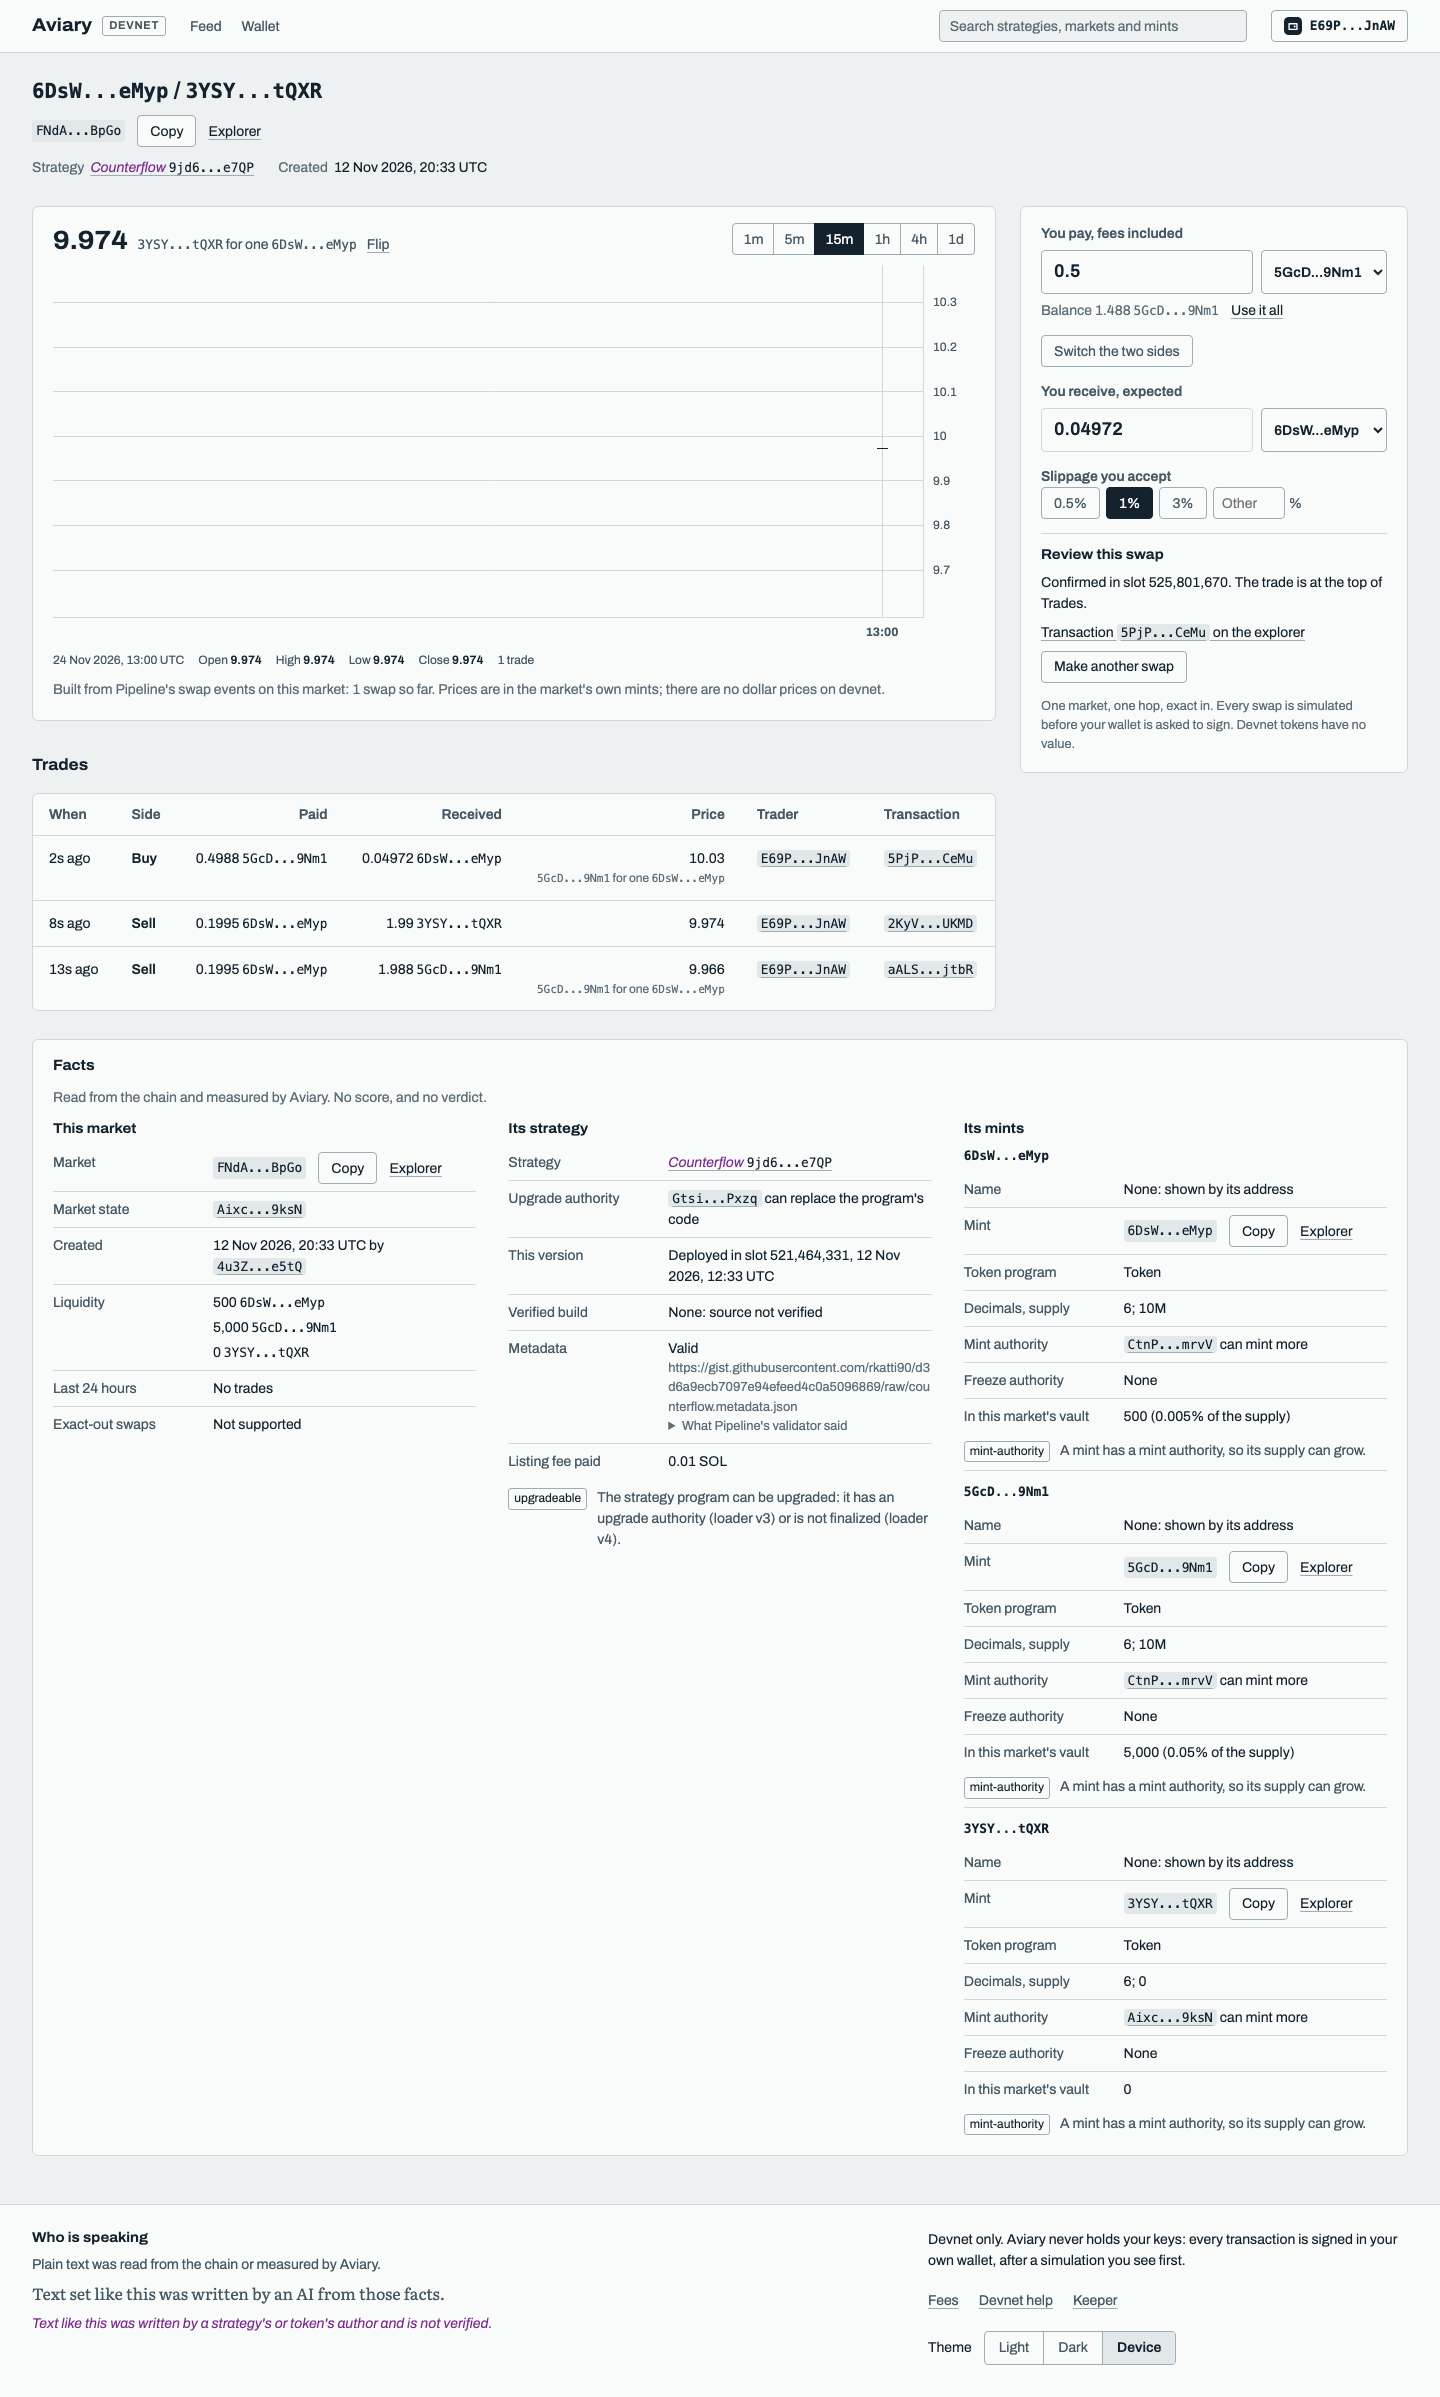 Aviary DEVNET Feed Wallet Search strategies, markets and mints E69P...JnAW
6DsW...eMyp / 3YSY...tQXR
FNdA...BpGo Copy Explorer
Strategy Counterflow 9jd6...e7QP Created 12 Nov 2026, 20:33 UTC
9.974 3YSY...tQXR for one 6DsW...eMyp Flip 1m 5m 15m 1h 4h 1d
10.3
10.2
10.1
10
9.9
9.8
9.7
13:00
24 Nov 2026, 13:00 UTC Open 9.974 High 9.974 Low 9.974 Close 9.974 1 trade
Built from Pipeline's swap events on this market: 1 swap so far. Prices are in the market's own mints; there are no dollar prices on devnet.
You pay, fees included
0.5 5GcD...9Nm1
Balance 1.488 5GcD...9Nm1 Use it all
Switch the two sides
You receive, expected
0.04972 6DsW...eMyp
Slippage you accept
0.5% 1% 3% Other %
Review this swap
Confirmed in slot 525,801,670. The trade is at the top of
Trades.
Transaction 5PjP...CeMu on the explorer
Make another swap
One market, one hop, exact in. Every swap is simulated
before your wallet is asked to sign. Devnet tokens have no
value.
Trades
When Side Paid Received Price Trader Transaction
2s ago Buy 0.4988 5GcD...9Nm1 0.04972 6DsW...eMyp 10.03 E69P...JnAW 5PjP...CeMu
5GcD...9Nm1 for one 6DsW...eMyp
8s ago Sell 0.1995 6DsW...eMyp 1.99 3YSY...tQXR 9.974 E69P...JnAW 2KyV...UKMD
13s ago Sell 0.1995 6DsW...eMyp 1.988 5GcD...9Nm1 9.966 E69P...JnAW aALS...jtbR
5GcD...9Nm1 for one 6DsW...eMyp
Facts
Read from the chain and measured by Aviary. No score, and no verdict.
This market
Market FNdA...BpGo Copy Explorer
Market state Aixc...9ksN
Created 12 Nov 2026, 20:33 UTC by
4u3Z...e5tQ
Liquidity 500 6DsW...eMyp
5,000 5GcD...9Nm1
0 3YSY...tQXR
Last 24 hours No trades
Exact-out swaps Not supported
Its strategy
Strategy Counterflow 9jd6...e7QP
Upgrade authority Gtsi...Pxzq can replace the program's
code
This version Deployed in slot 521,464,331, 12 Nov
2026, 12:33 UTC
Verified build None: source not verified
Metadata Valid
https://gist.githubusercontent.com/rkatti90/d3
d6a9ecb7097e94efeed4c0a5096869/raw/cou
nterflow.metadata.json
What Pipeline's validator said
Listing fee paid 0.01 SOL
upgradeable The strategy program can be upgraded: it has an
upgrade authority (loader v3) or is not finalized (loader
v4).
Its mints
6DsW...eMyp
Name None: shown by its address
Mint 6DsW...eMyp Copy Explorer
Token program Token
Decimals, supply 6; 10M
Mint authority CtnP...mrvV can mint more
Freeze authority None
In this market's vault 500 (0.005% of the supply)
mint-authority A mint has a mint authority, so its supply can grow.
5GcD...9Nm1
Name None: shown by its address
Mint 5GcD...9Nm1 Copy Explorer
Token program Token
Decimals, supply 6; 10M
Mint authority CtnP...mrvV can mint more
Freeze authority None
In this market's vault 5,000 (0.05% of the supply)
mint-authority A mint has a mint authority, so its supply can grow.
3YSY...tQXR
Name None: shown by its address
Mint 3YSY...tQXR Copy Explorer
Token program Token
Decimals, supply 6; 0
Mint authority Aixc...9ksN can mint more
Freeze authority None
In this market's vault 0
mint-authority A mint has a mint authority, so its supply can grow.
Who is speaking
Plain text was read from the chain or measured by Aviary.
Text set like this was written by an AI from those facts.
Text like this was written by a strategy's or token's author and is not verified.
Devnet only. Aviary never holds your keys: every transaction is signed in your
own wallet, after a simulation you see first.
Fees Devnet help Keeper
Theme Light Dark Device